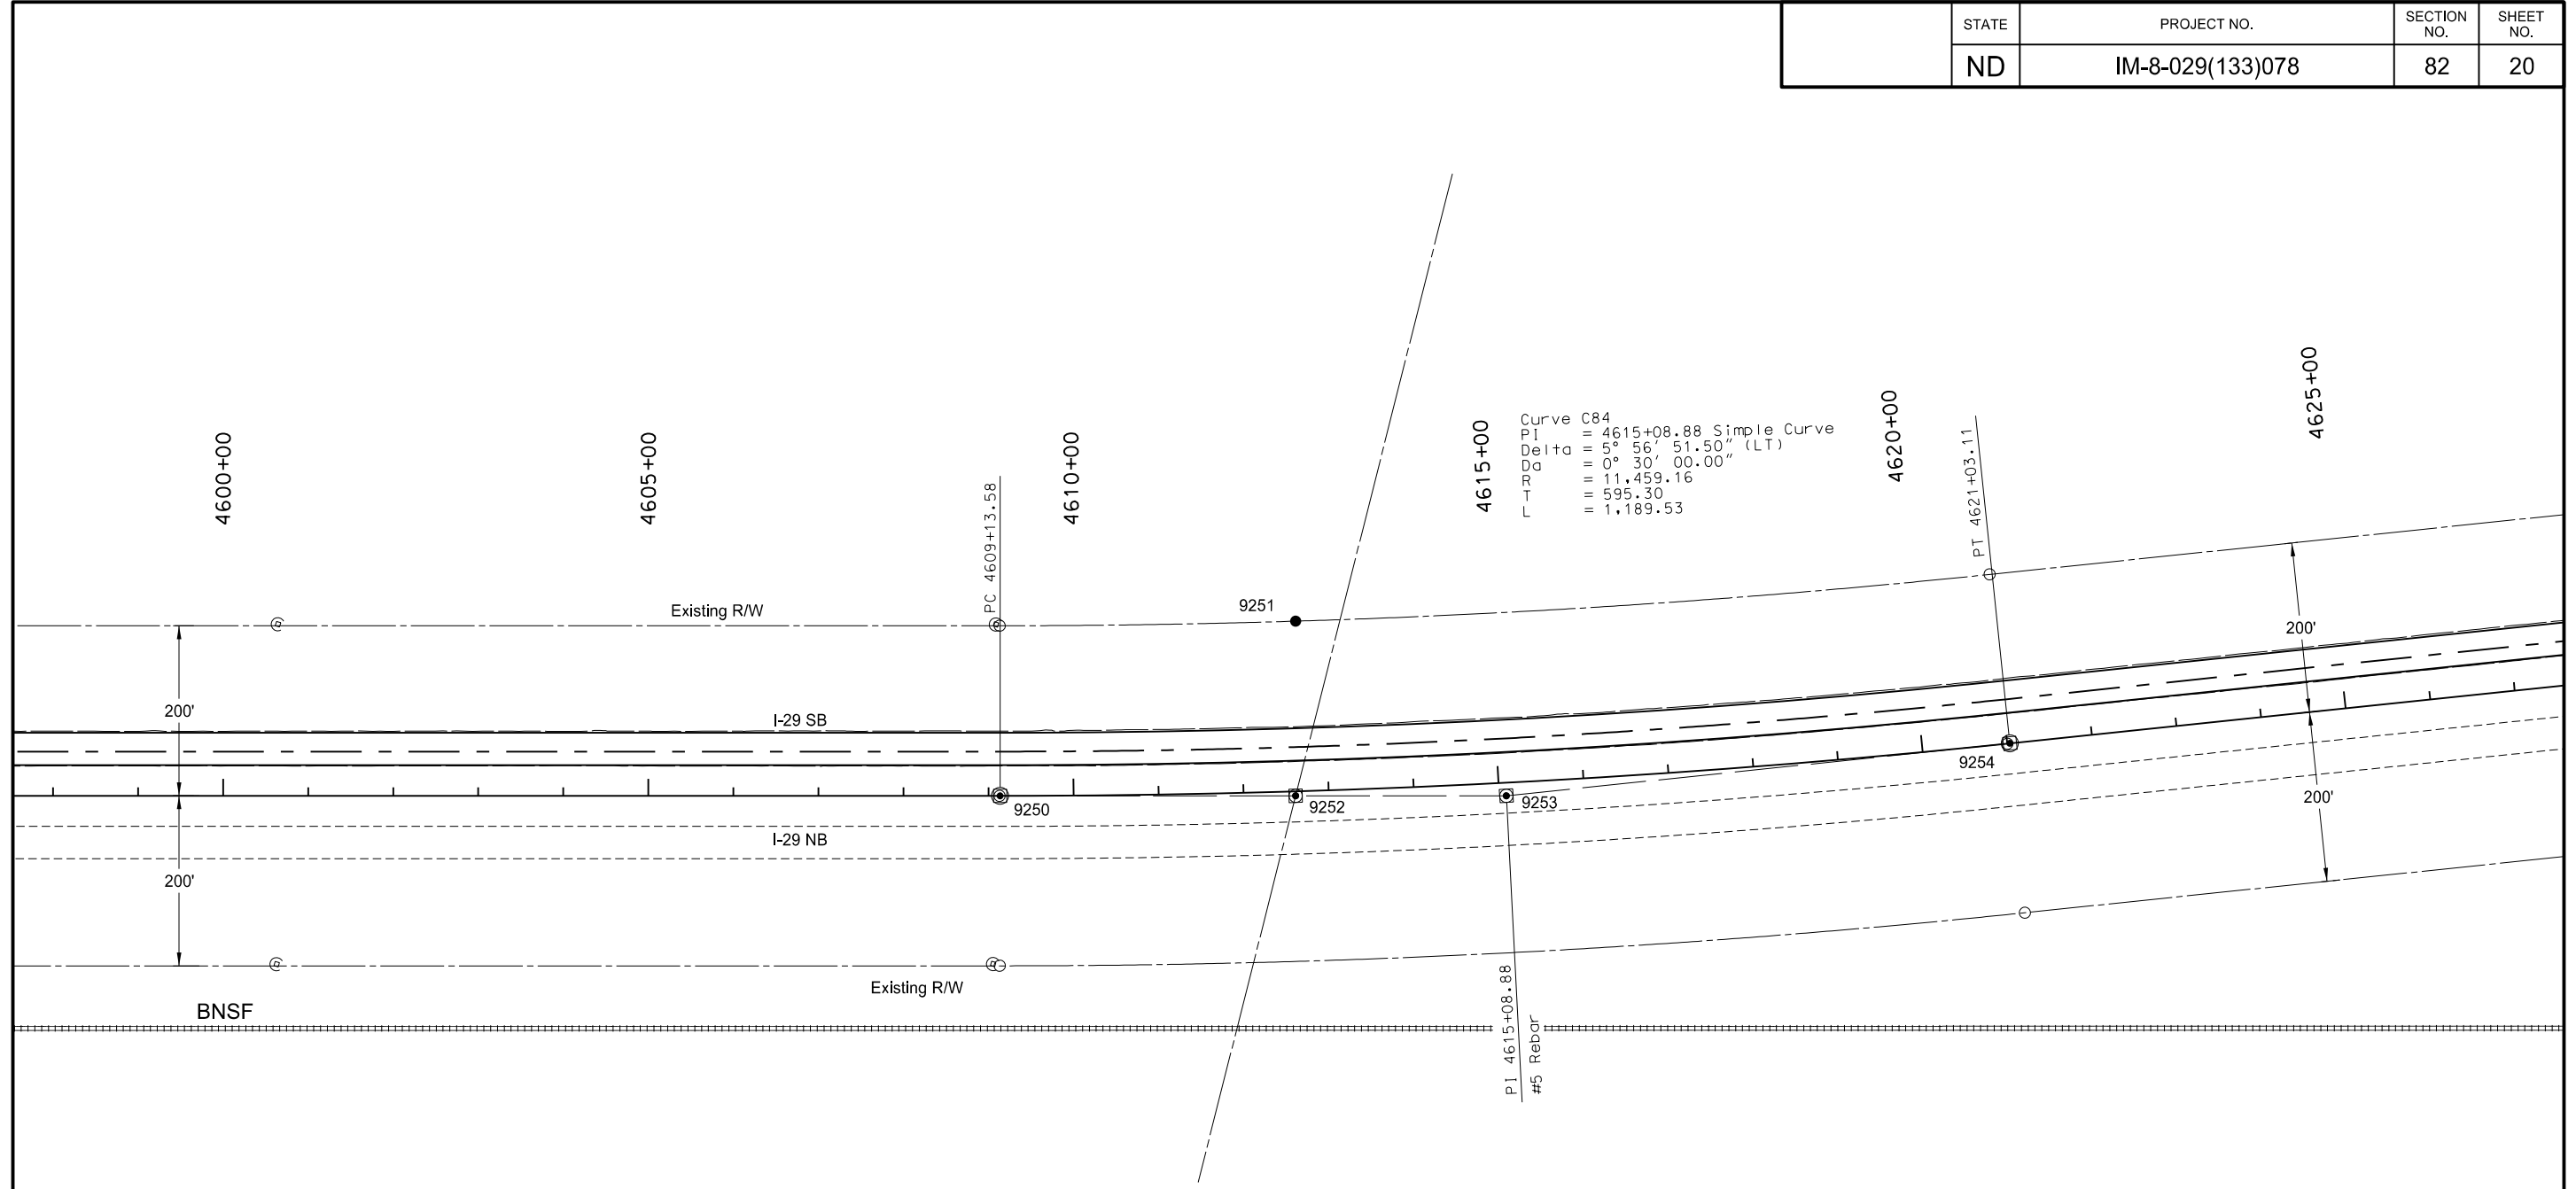 STATE PROJECT NO. SECTION NO. SHEET NO.
ND IM-8-029(133)078 82 20
4600+00
4605+00
PC 4609+13.58
4610+00
4615+00
Curve C84
PI = 4615+08.88 Simple Curve
Delta = 5° 56' 51.50" (LT)
Da = 0° 30' 00.00"
R = 11,459.16
T = 595.30
L = 1,189.53
4620+00
PT 4621+03.11
4625+00
Existing R/W
9251
200'
200'
I-29 SB
9254
9250
9252
9253
200'
I-29 NB
200'
Existing R/W
BNSF
PI 4615+08.88
#5 Rebar